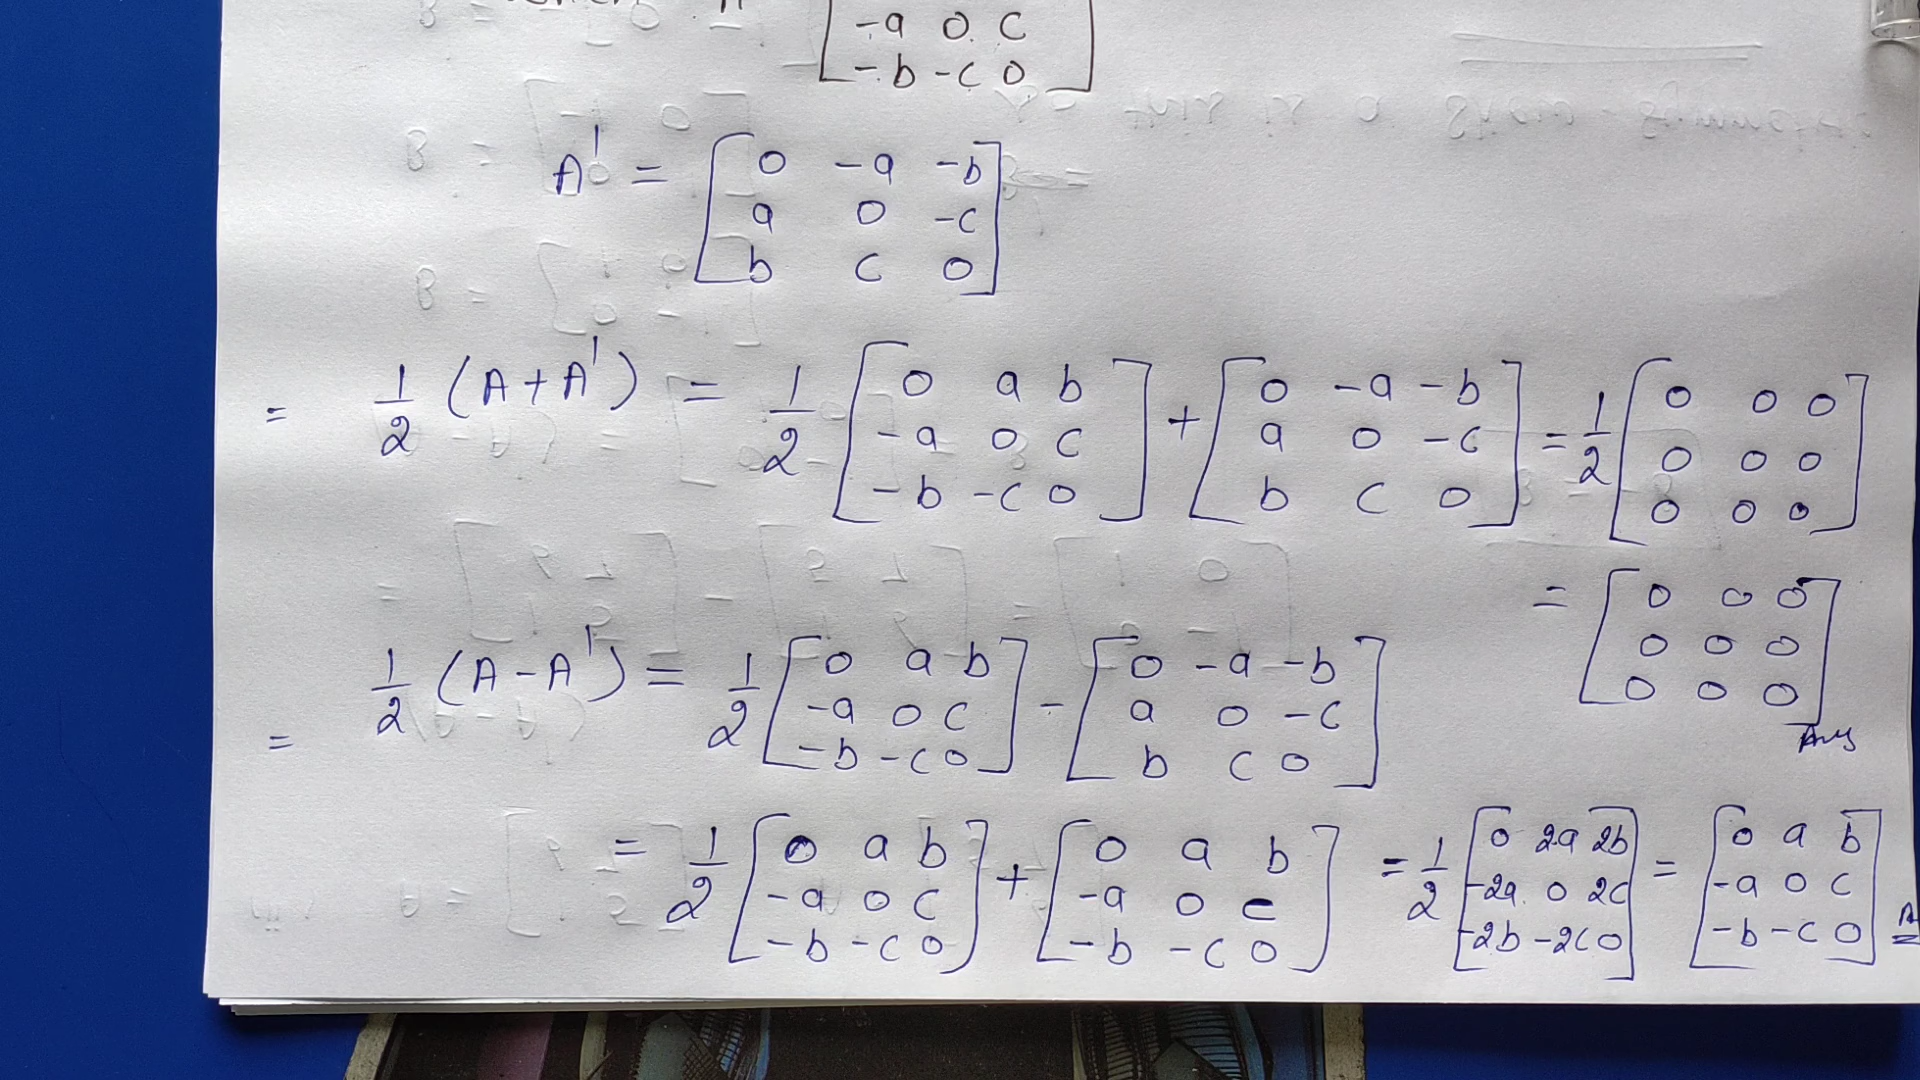 -a 0 c
-b -c 0
A' = [ 0 -a -b
a 0 -c
b c 0 ]
= 1/2 (A + A') = 1/2 [ 0 a b
-a 0 c
-b -c 0 ] + [ 0 -a -b
a 0 -c
b c 0 ] = 1/2 [ 0 0 0
0 0 0
0 0 0 ]
= [ 0 0 0
0 0 0
0 0 0 ]
Ans
= 1/2 (A - A') = 1/2 [ 0 a b
-a 0 c
-b -c 0 ] - [ 0 -a -b
a 0 -c
b c 0 ]
= 1/2 [ 0 a b
-a 0 c
-b -c 0 ] + [ 0 a b
-a 0 c
-b -c 0 ] = 1/2 [ 0 2a 2b
-2a 0 2c
-2b -2c 0 ] = [ 0 a b
-a 0 c
-b -c 0 ]